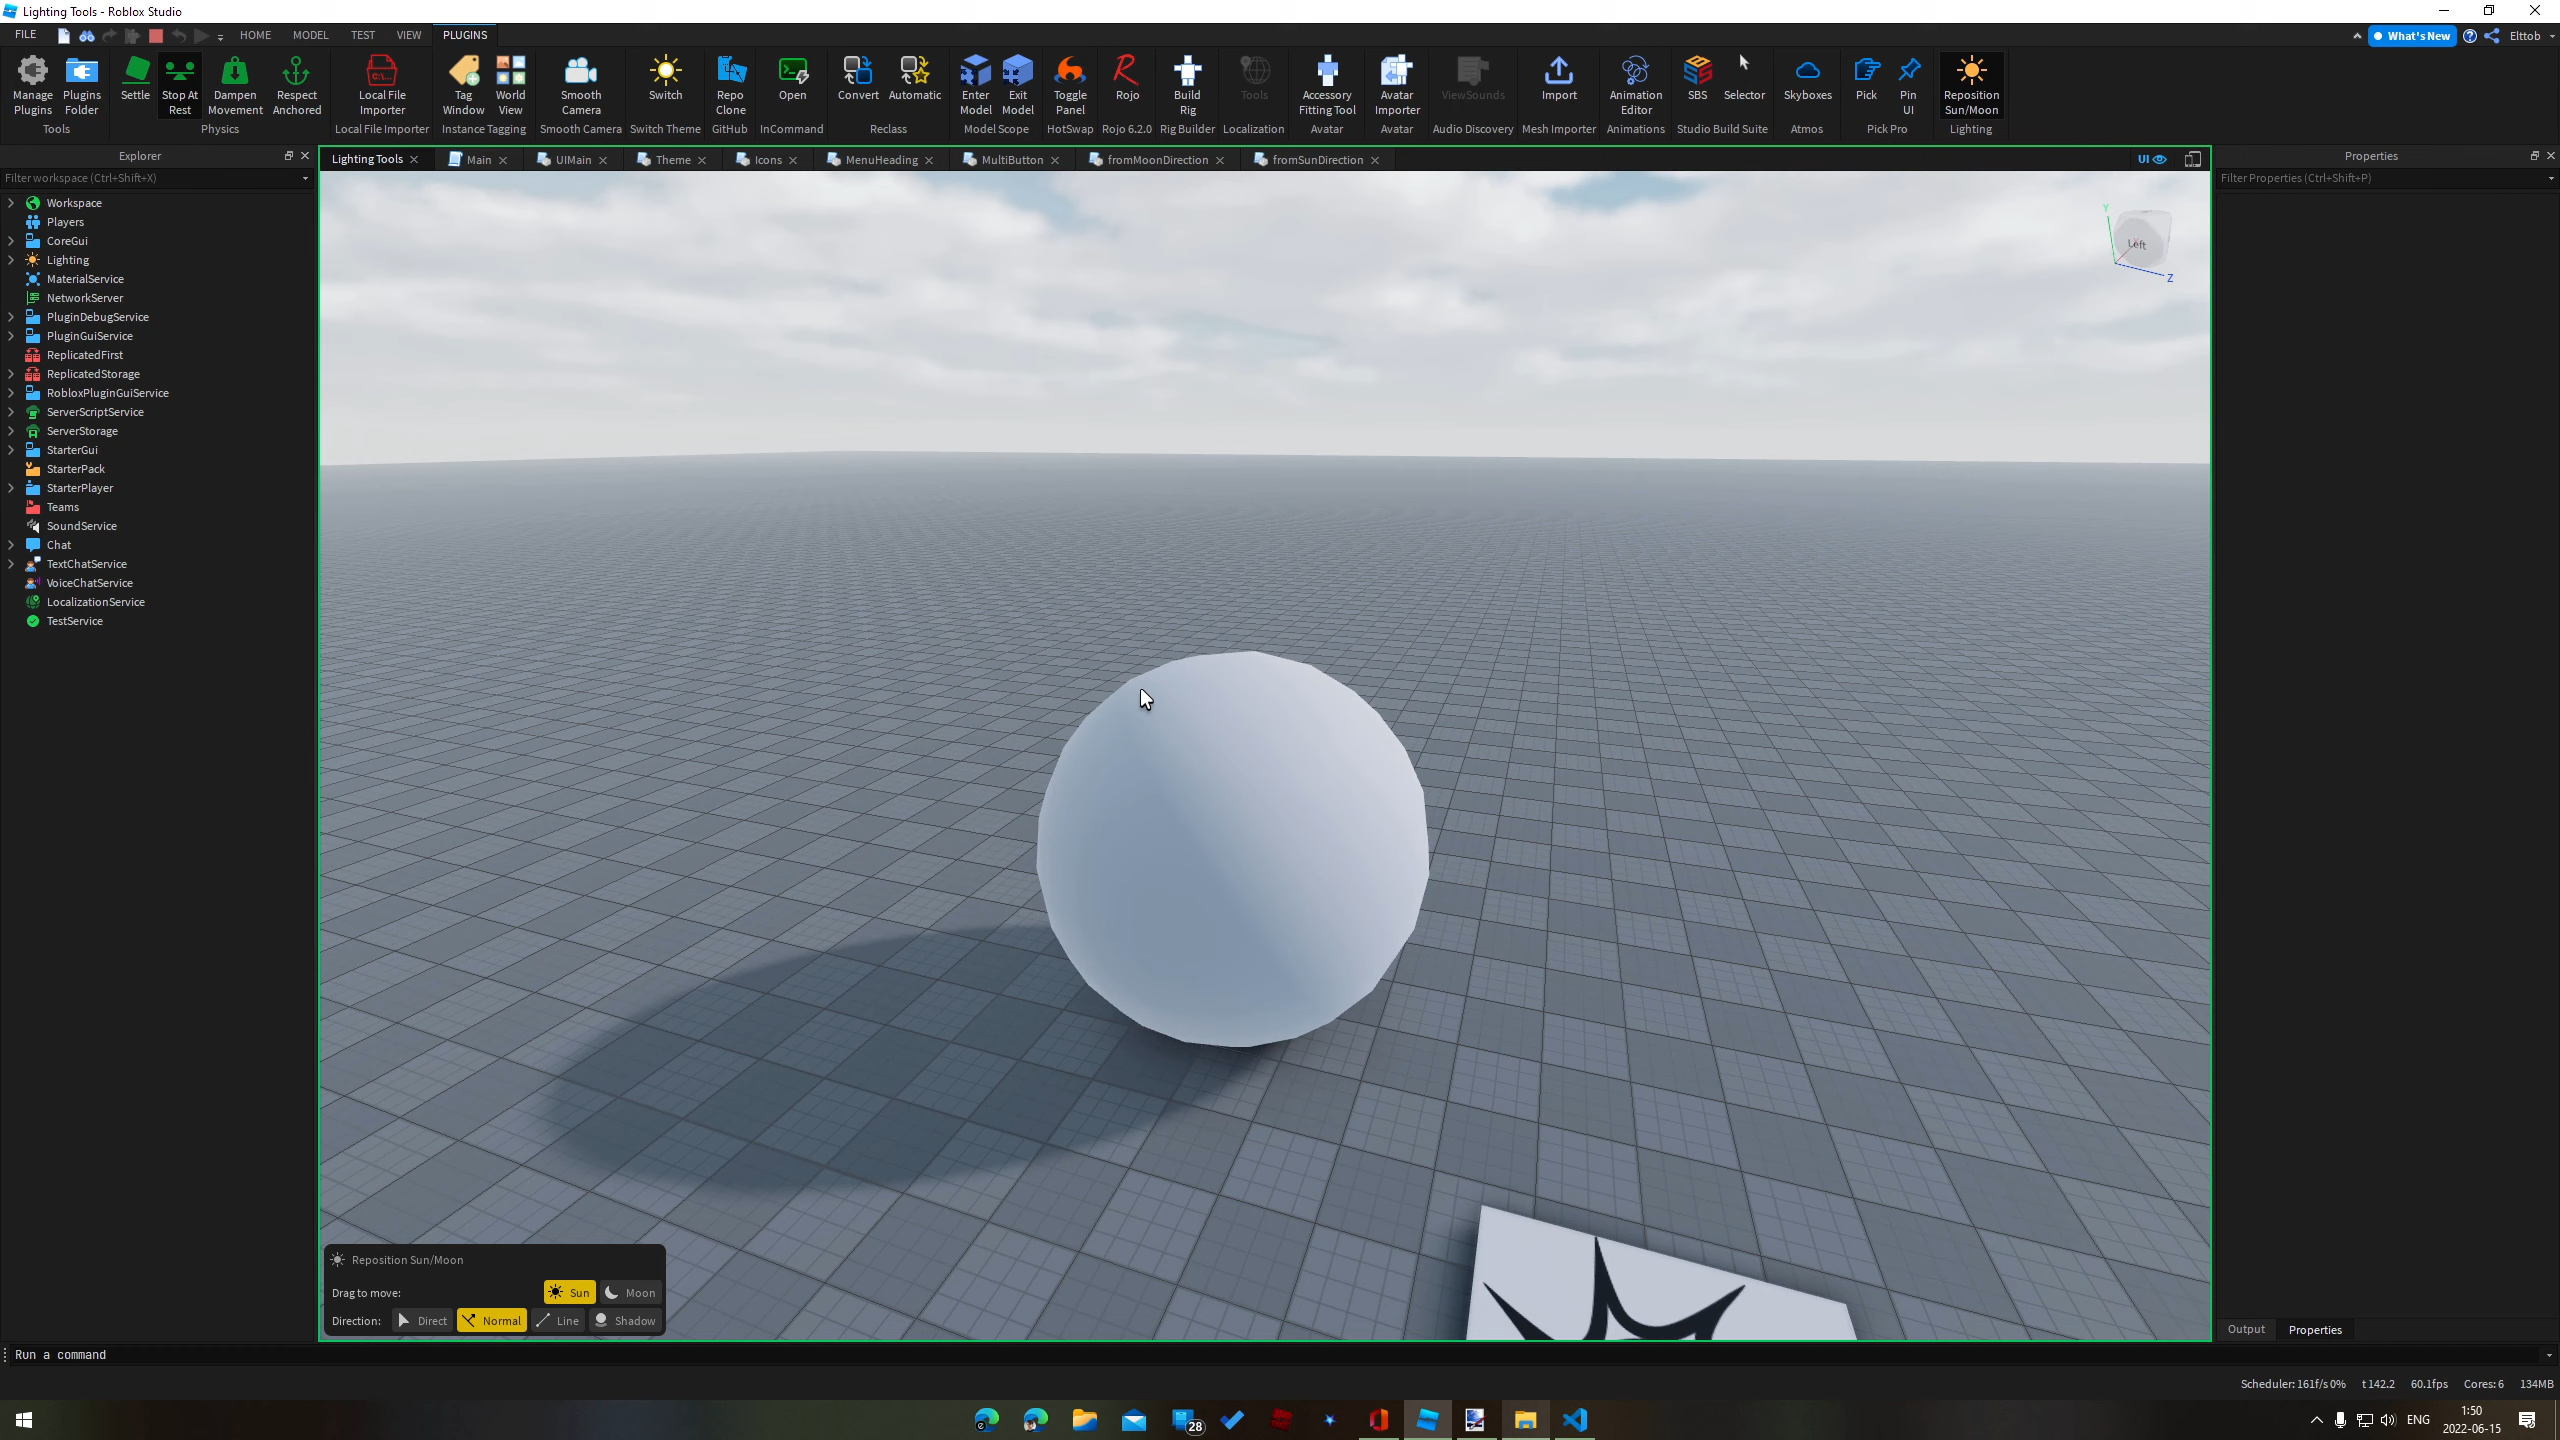 Lighting Tools - Roblox Studio
FILE HOME MODEL TEST VIEW PLUGINS
What's New Elttob
Manage Plugins
Plugins Folder
Settle
Stop At Rest
Dampen Movement
Respect Anchored
Local File Importer
Tag Window
World View
Smooth Camera
Switch
Repo Clone
Open
Convert
Automatic
Enter Model
Exit Model
Toggle Panel
Rojo
Build Rig
Tools
Accessory Fitting Tool
Avatar Importer
ViewSounds
Import
Animation Editor
SBS
Selector
Skyboxes
Pick
Pin UI
Reposition Sun/Moon
Tools Physics Local File Importer Instance Tagging Smooth Camera Switch Theme GitHub InCommand Reclass Model Scope HotSwap Rojo 6.2.0 Rig Builder Localization Avatar Avatar Audio Discovery Mesh Importer Animations Studio Build Suite Atmos Pick Pro Lighting
Explorer
Filter workspace (Ctrl+Shift+X)
Workspace
Players
CoreGui
Lighting
MaterialService
NetworkServer
PluginDebugService
PluginGuiService
ReplicatedFirst
ReplicatedStorage
RobloxPluginGuiService
ServerScriptService
ServerStorage
StarterGui
StarterPack
StarterPlayer
Teams
SoundService
Chat
TextChatService
VoiceChatService
LocalizationService
TestService
Lighting Tools Main UIMain Theme Icons MenuHeading MultiButton fromMoonDirection fromSunDirection UI
Y
Left
Z
Reposition Sun/Moon
Drag to move: Sun Moon
Direction: Direct Normal Line Shadow
Properties
Filter Properties (Ctrl+Shift+P)
Output Properties
Run a command
Scheduler: 161f/s 0% t 142.2 60.1fps Cores: 6 134MB
28
ENG
1:50
2022-06-15